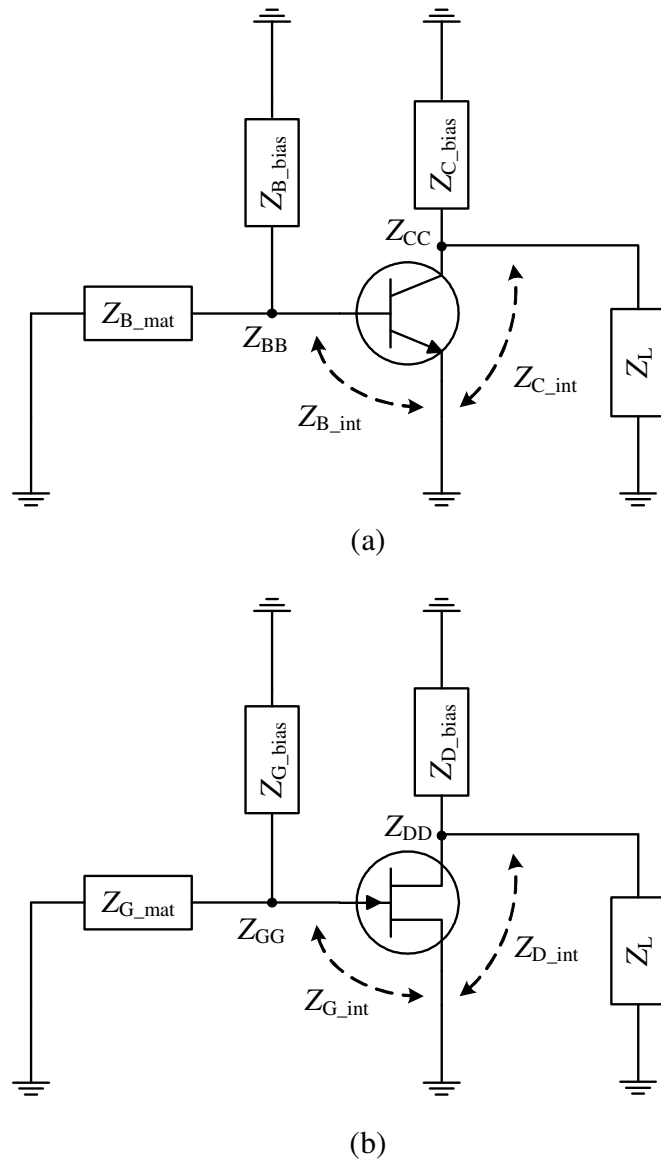 Z_B_bias
Z_C_bias
Z_CC
Z_B_mat
Z_BB
Z_B_int
Z_C_int
Z_L
(a)
Z_G_bias
Z_D_bias
Z_DD
Z_G_mat
Z_GG
Z_G_int
Z_D_int
Z_L
(b)